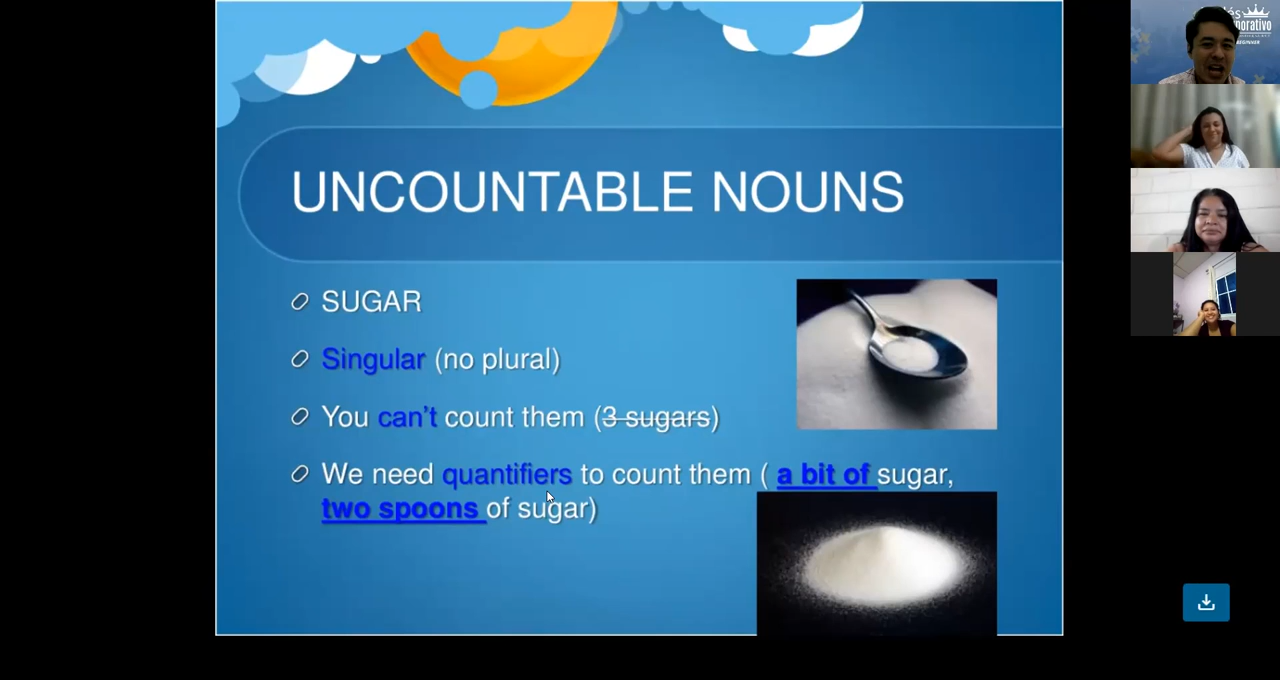 UNCOUNTABLE NOUNS
SUGAR
Singular (no plural)
You can't count them (3 sugars)
We need quantifiers to count them ( a bit of sugar,
two spoons of sugar)
BEGINNER